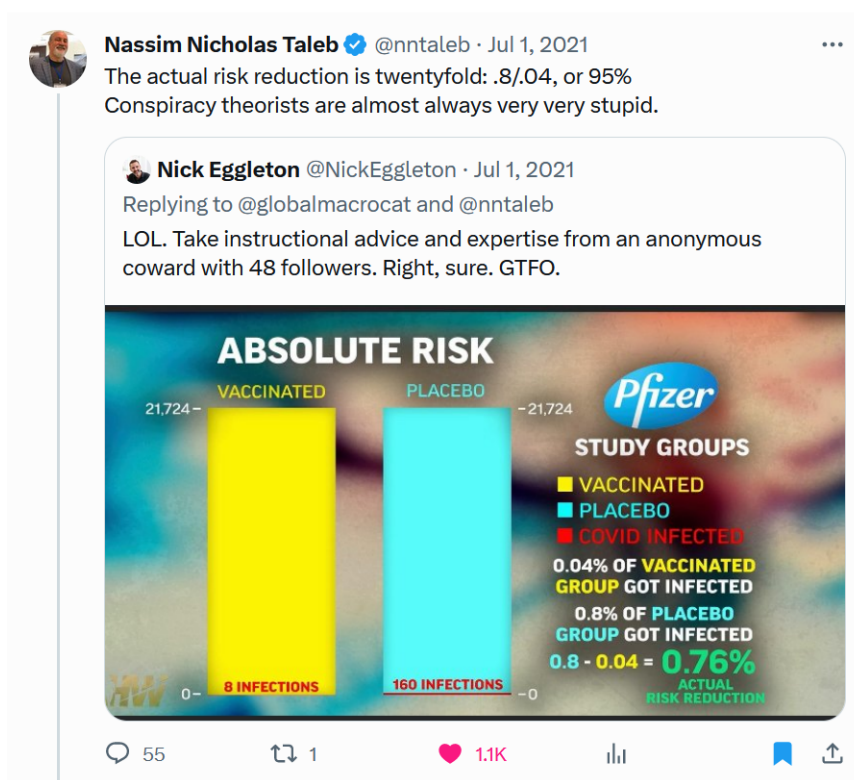 Nassim Nicholas Taleb @nntaleb · Jul 1, 2021
The actual risk reduction is twentyfold: .8/.04, or 95%
Conspiracy theorists are almost always very very stupid.
Nick Eggleton @NickEggleton · Jul 1, 2021
Replying to @globalmacrocat and @nntaleb
LOL. Take instructional advice and expertise from an anonymous
coward with 48 followers. Right, sure. GTFO.
ABSOLUTE RISK
VACCINATED PLACEBO
21,724 21,724
8 INFECTIONS 160 INFECTIONS
0 0
Pfizer
STUDY GROUPS
VACCINATED
PLACEBO
COVID INFECTED
0.04% OF VACCINATED
GROUP GOT INFECTED
0.8% OF PLACEBO
GROUP GOT INFECTED
0.8 - 0.04 = 0.76%
ACTUAL
RISK REDUCTION
HW
55 1 1.1K